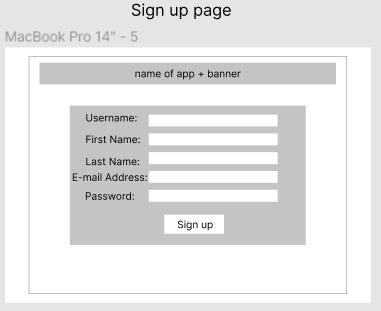 Sign up page
MacBook Pro 14" - 5
name of app + banner
Username:
First Name:
Last Name:
E-mail Address:
Password:
Sign up